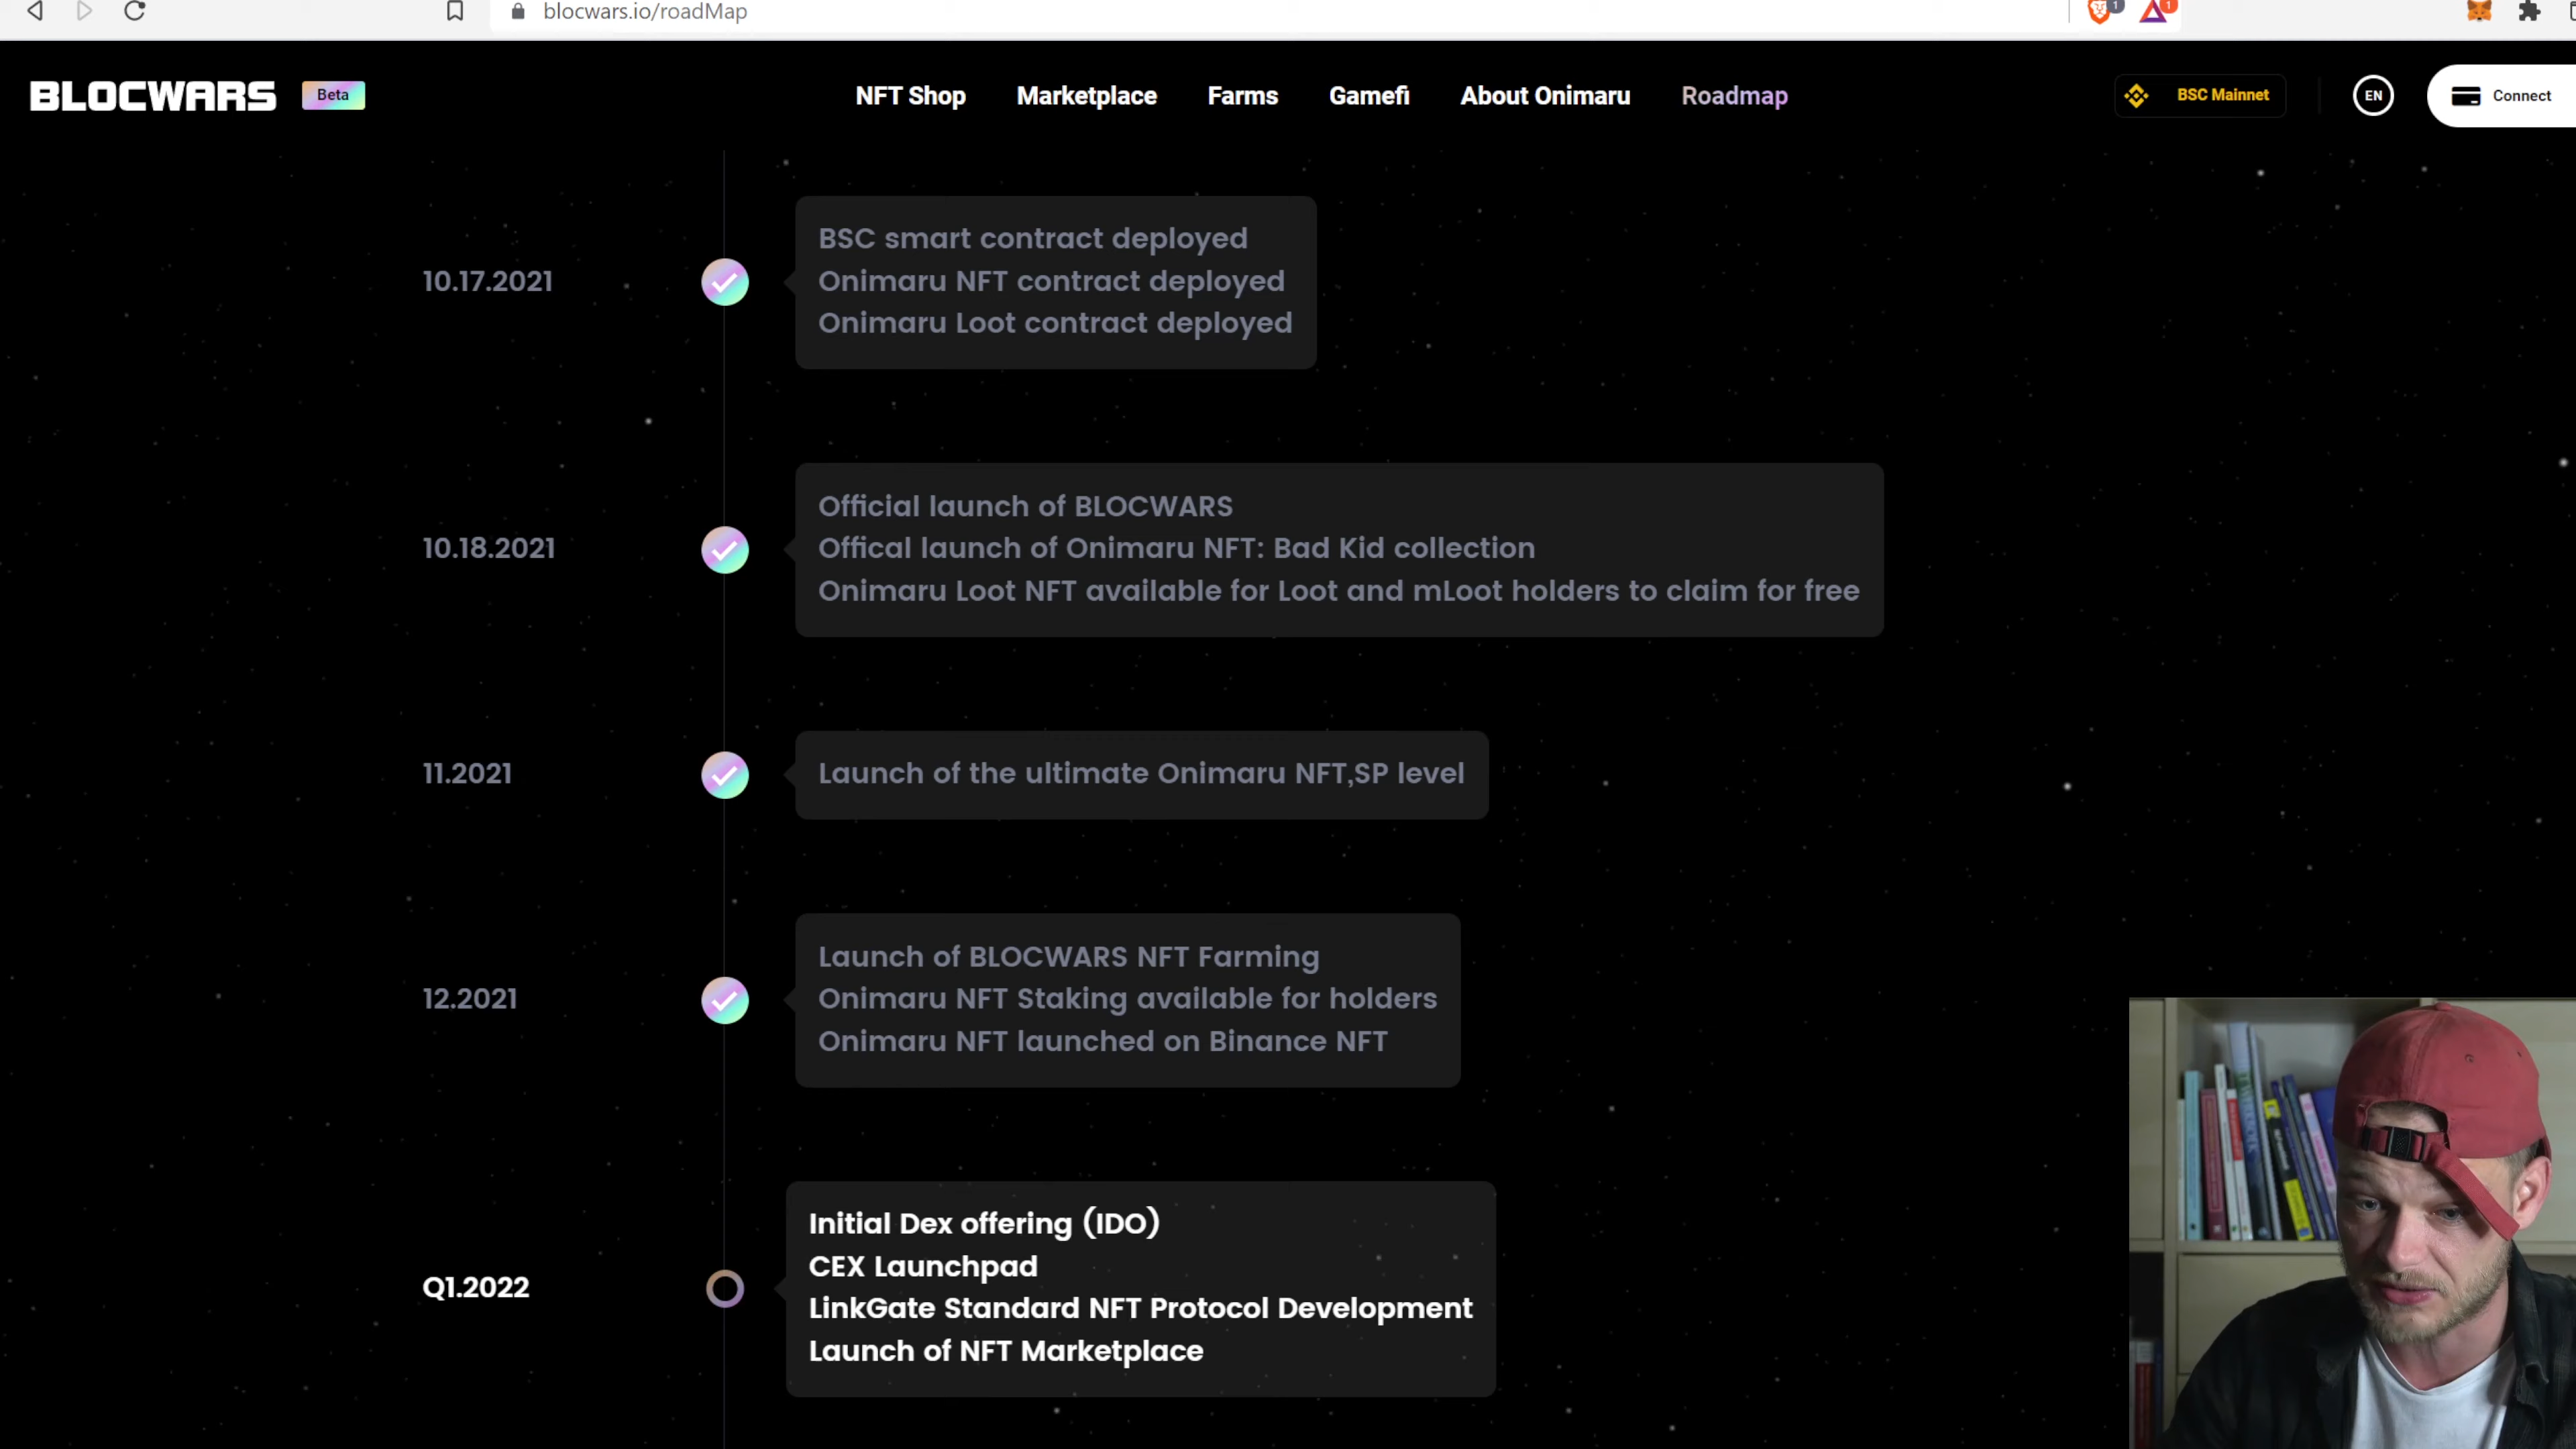 blocwars.io/roadMap
1
1
BLOCWARS
Beta
NFT Shop
Marketplace
Farms
Gamefi
About Onimaru
Roadmap
BSC Mainnet
EN
Connect
10.17.2021
BSC smart contract deployed
Onimaru NFT contract deployed
Onimaru Loot contract deployed
10.18.2021
Official launch of BLOCWARS
Offical launch of Onimaru NFT: Bad Kid collection
Onimaru Loot NFT available for Loot and mLoot holders to claim for free
11.2021
Launch of the ultimate Onimaru NFT,SP level
12.2021
Launch of BLOCWARS NFT Farming
Onimaru NFT Staking available for holders
Onimaru NFT launched on Binance NFT
Q1.2022
Initial Dex offering (IDO)
CEX Launchpad
LinkGate Standard NFT Protocol Development
Launch of NFT Marketplace